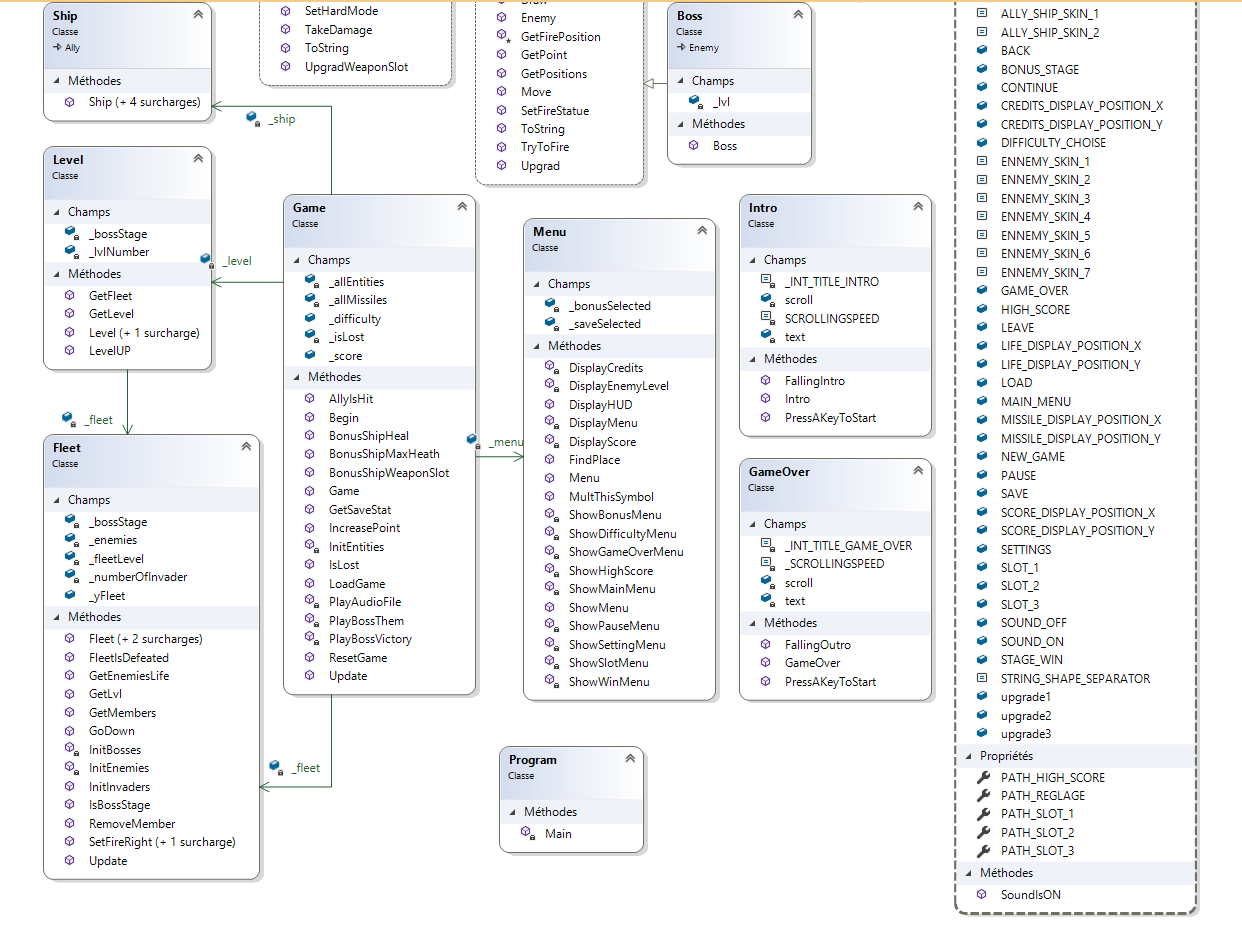 Ship
Classe
Ally
Méthodes
Ship (+ 4 surcharges)
SetHardMode
TakeDamage
ToString
UpgradWeaponSlot
Draw
Enemy
GetFirePosition
GetPoint
GetPositions
Move
SetFireStatue
ToString
TryToFire
Upgrad
Boss
Classe
Enemy
Champs
_lvl
Méthodes
Boss
_ship
Level
Classe
Champs
_bossStage
_lvlNumber
Méthodes
GetFleet
GetLevel
Level (+ 1 surcharge)
LevelUP
_level
_fleet
Fleet
Classe
Champs
_bossStage
_enemies
_fleetLevel
_numberOfInvader
_yFleet
Méthodes
Fleet (+ 2 surcharges)
FleetIsDefeated
GetEnemiesLife
GetLvl
GetMembers
GoDown
InitBosses
InitEnemies
InitInvaders
IsBossStage
RemoveMember
SetFireRight (+ 1 surcharge)
Update
Game
Classe
Champs
_allEntities
_allMissiles
_difficulty
_isLost
_score
Méthodes
AllyIsHit
Begin
BonusShipHeal
BonusShipMaxHeath
BonusShipWeaponSlot
Game
GetSaveStat
IncreasePoint
InitEntities
IsLost
LoadGame
PlayAudioFile
PlayBossThem
PlayBossVictory
ResetGame
Update
_fleet
_menu
Menu
Classe
Champs
_bonusSelected
_saveSelected
Méthodes
DisplayCredits
DisplayEnemyLevel
DisplayHUD
DisplayMenu
DisplayScore
FindPlace
Menu
MultThisSymbol
ShowBonusMenu
ShowDifficultyMenu
ShowGameOverMenu
ShowHighScore
ShowMainMenu
ShowMenu
ShowPauseMenu
ShowSettingMenu
ShowSlotMenu
ShowWinMenu
Program
Classe
Méthodes
Main
Intro
Classe
Champs
_INT_TITLE_INTRO
scroll
SCROLLINGSPEED
text
Méthodes
FallingIntro
Intro
PressAKeyToStart
GameOver
Classe
Champs
_INT_TITLE_GAME_OVER
_SCROLLINGSPEED
scroll
text
Méthodes
FallingOutro
GameOver
PressAKeyToStart
ALLY_SHIP_SKIN_1
ALLY_SHIP_SKIN_2
BACK
BONUS_STAGE
CONTINUE
CREDITS_DISPLAY_POSITION_X
CREDITS_DISPLAY_POSITION_Y
DIFFICULTY_CHOISE
ENNEMY_SKIN_1
ENNEMY_SKIN_2
ENNEMY_SKIN_3
ENNEMY_SKIN_4
ENNEMY_SKIN_5
ENNEMY_SKIN_6
ENNEMY_SKIN_7
GAME_OVER
HIGH_SCORE
LEAVE
LIFE_DISPLAY_POSITION_X
LIFE_DISPLAY_POSITION_Y
LOAD
MAIN_MENU
MISSILE_DISPLAY_POSITION_X
MISSILE_DISPLAY_POSITION_Y
NEW_GAME
PAUSE
SAVE
SCORE_DISPLAY_POSITION_X
SCORE_DISPLAY_POSITION_Y
SETTINGS
SLOT_1
SLOT_2
SLOT_3
SOUND_OFF
SOUND_ON
STAGE_WIN
STRING_SHAPE_SEPARATOR
upgrade1
upgrade2
upgrade3
Propriétés
PATH_HIGH_SCORE
PATH_REGLAGE
PATH_SLOT_1
PATH_SLOT_2
PATH_SLOT_3
Méthodes
SoundIsON